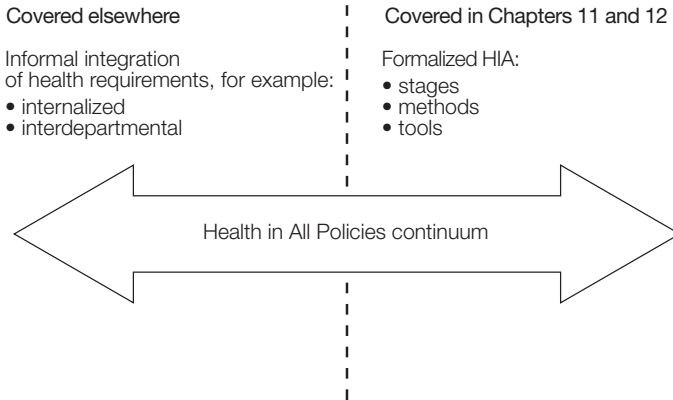 Covered elsewhere
Informal integration
of health requirements, for example:
• internalized
• interdepartmental
Covered in Chapters 11 and 12
Formalized HIA:
• stages
• methods
• tools
Health in All Policies continuum